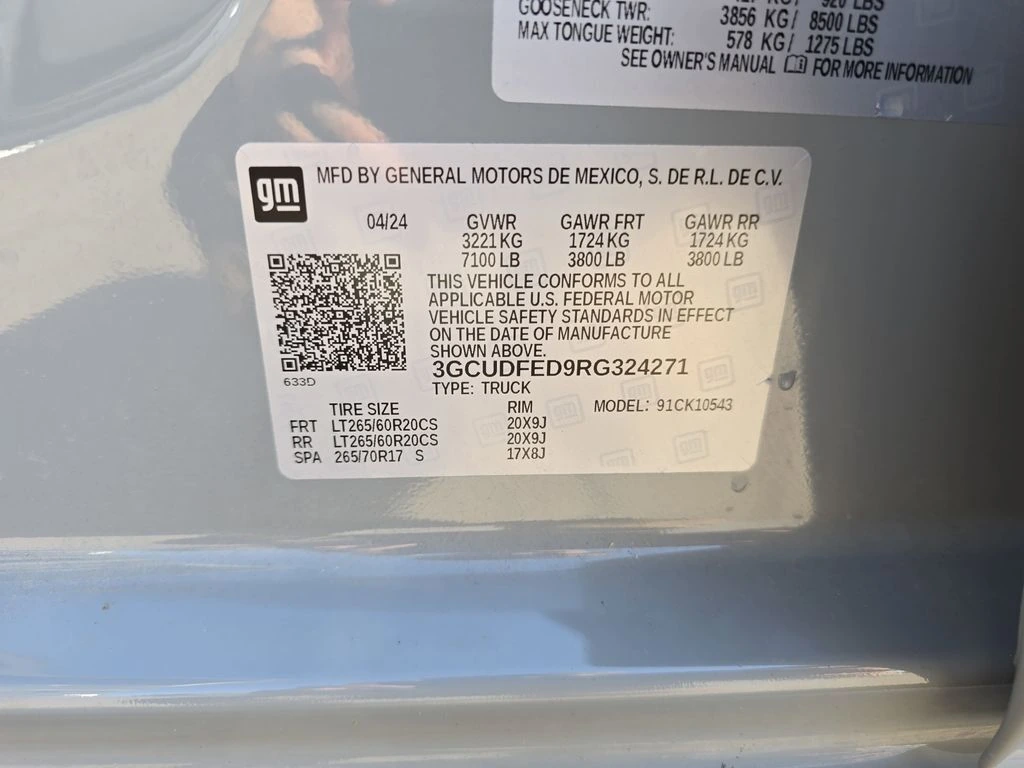 920 LBS
GOOSENECK TWR: 3856 KG/ 8500 LBS
MAX TONGUE WEIGHT: 578 KG/ 1275 LBS
SEE OWNER'S MANUAL FOR MORE INFORMATION
gm MFD BY GENERAL MOTORS DE MEXICO, S. DE R.L. DE C.V.
04/24 GVWR GAWR FRT GAWR RR
3221 KG 1724 KG 1724 KG
7100 LB 3800 LB 3800 LB
THIS VEHICLE CONFORMS TO ALL
APPLICABLE U.S. FEDERAL MOTOR
VEHICLE SAFETY STANDARDS IN EFFECT
ON THE DATE OF MANUFACTURE
SHOWN ABOVE.
3GCUDFED9RG324271
633D
TYPE: TRUCK
TIRE SIZE RIM MODEL: 91CK10543
FRT LT265/60R20CS 20X9J
RR LT265/60R20CS 20X9J
SPA 265/70R17 S 17X8J